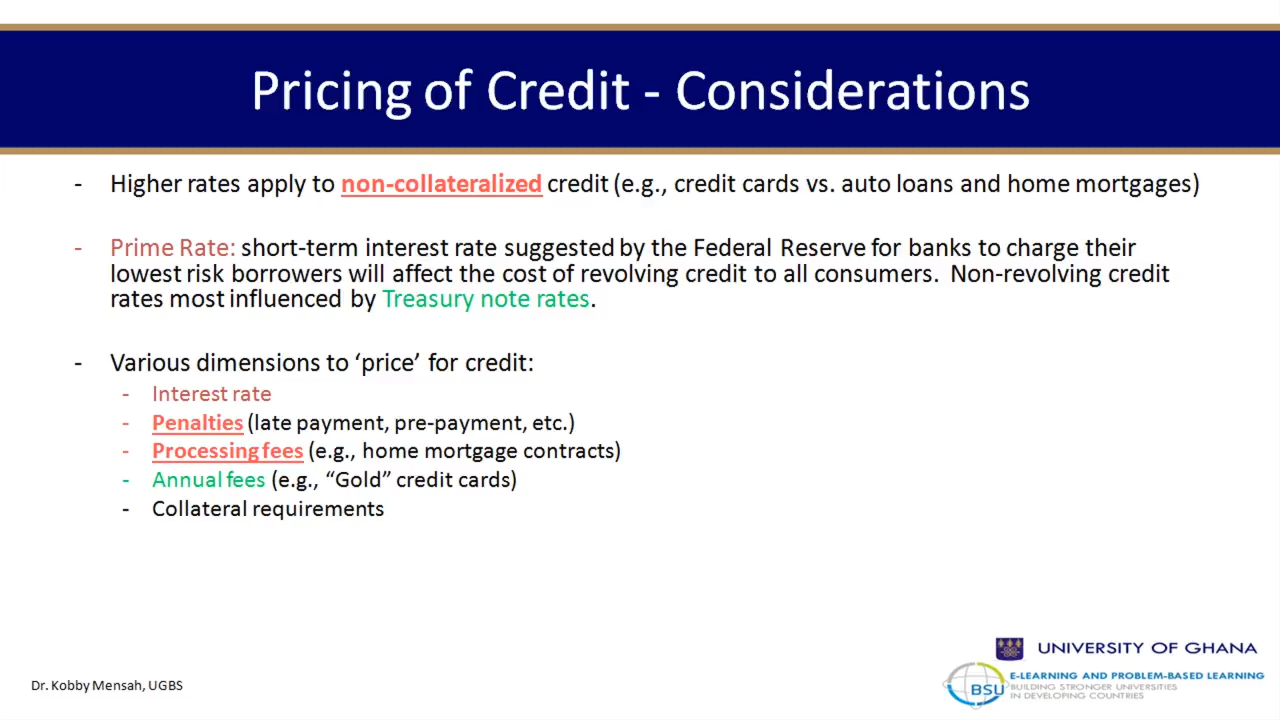 Pricing of Credit - Considerations
- Higher rates apply to non-collateralized credit (e.g., credit cards vs. auto loans and home mortgages)
- Prime Rate: short-term interest rate suggested by the Federal Reserve for banks to charge their
lowest risk borrowers will affect the cost of revolving credit to all consumers. Non-revolving credit
rates most influenced by Treasury note rates.
- Various dimensions to ‘price’ for credit:
- Interest rate
- Penalties (late payment, pre-payment, etc.)
- Processing fees (e.g., home mortgage contracts)
- Annual fees (e.g., “Gold” credit cards)
- Collateral requirements
UNIVERSITY OF GHANA
Dr. Kobby Mensah, UGBS
BSU
E-LEARNING AND PROBLEM-BASED LEARNING
BUILDING STRONGER UNIVERSITIES
IN DEVELOPING COUNTRIES